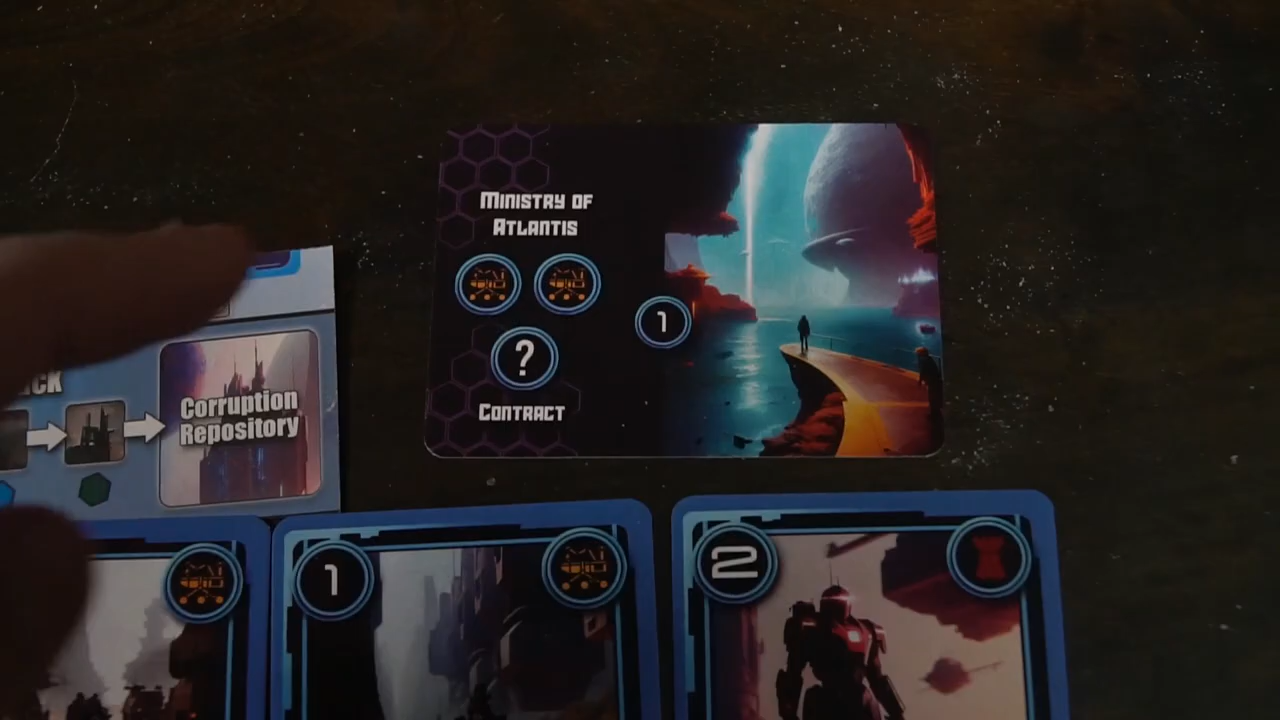 MINISTRY OF
ATLANTIS
?
1
CONTRACT
Corruption
Repository
1
2